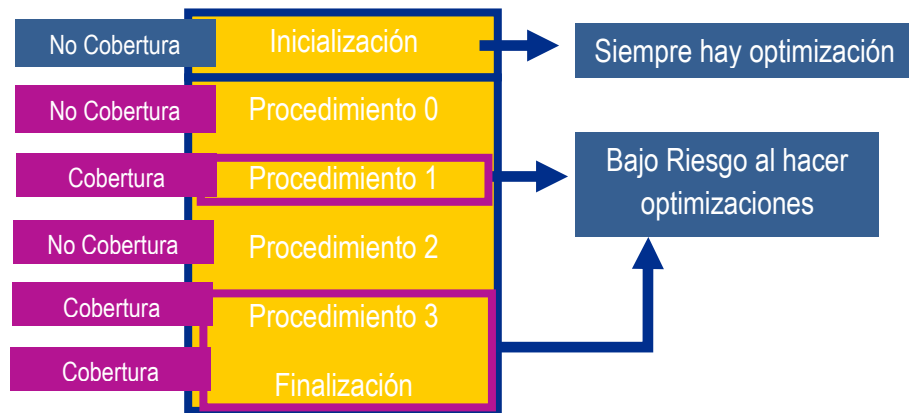 No Cobertura
Inicialización
Siempre hay optimización
No Cobertura
Procedimiento 0
Cobertura
Procedimiento 1
Bajo Riesgo al hacer
optimizaciones
No Cobertura
Procedimiento 2
Cobertura
Procedimiento 3
Cobertura
Finalización